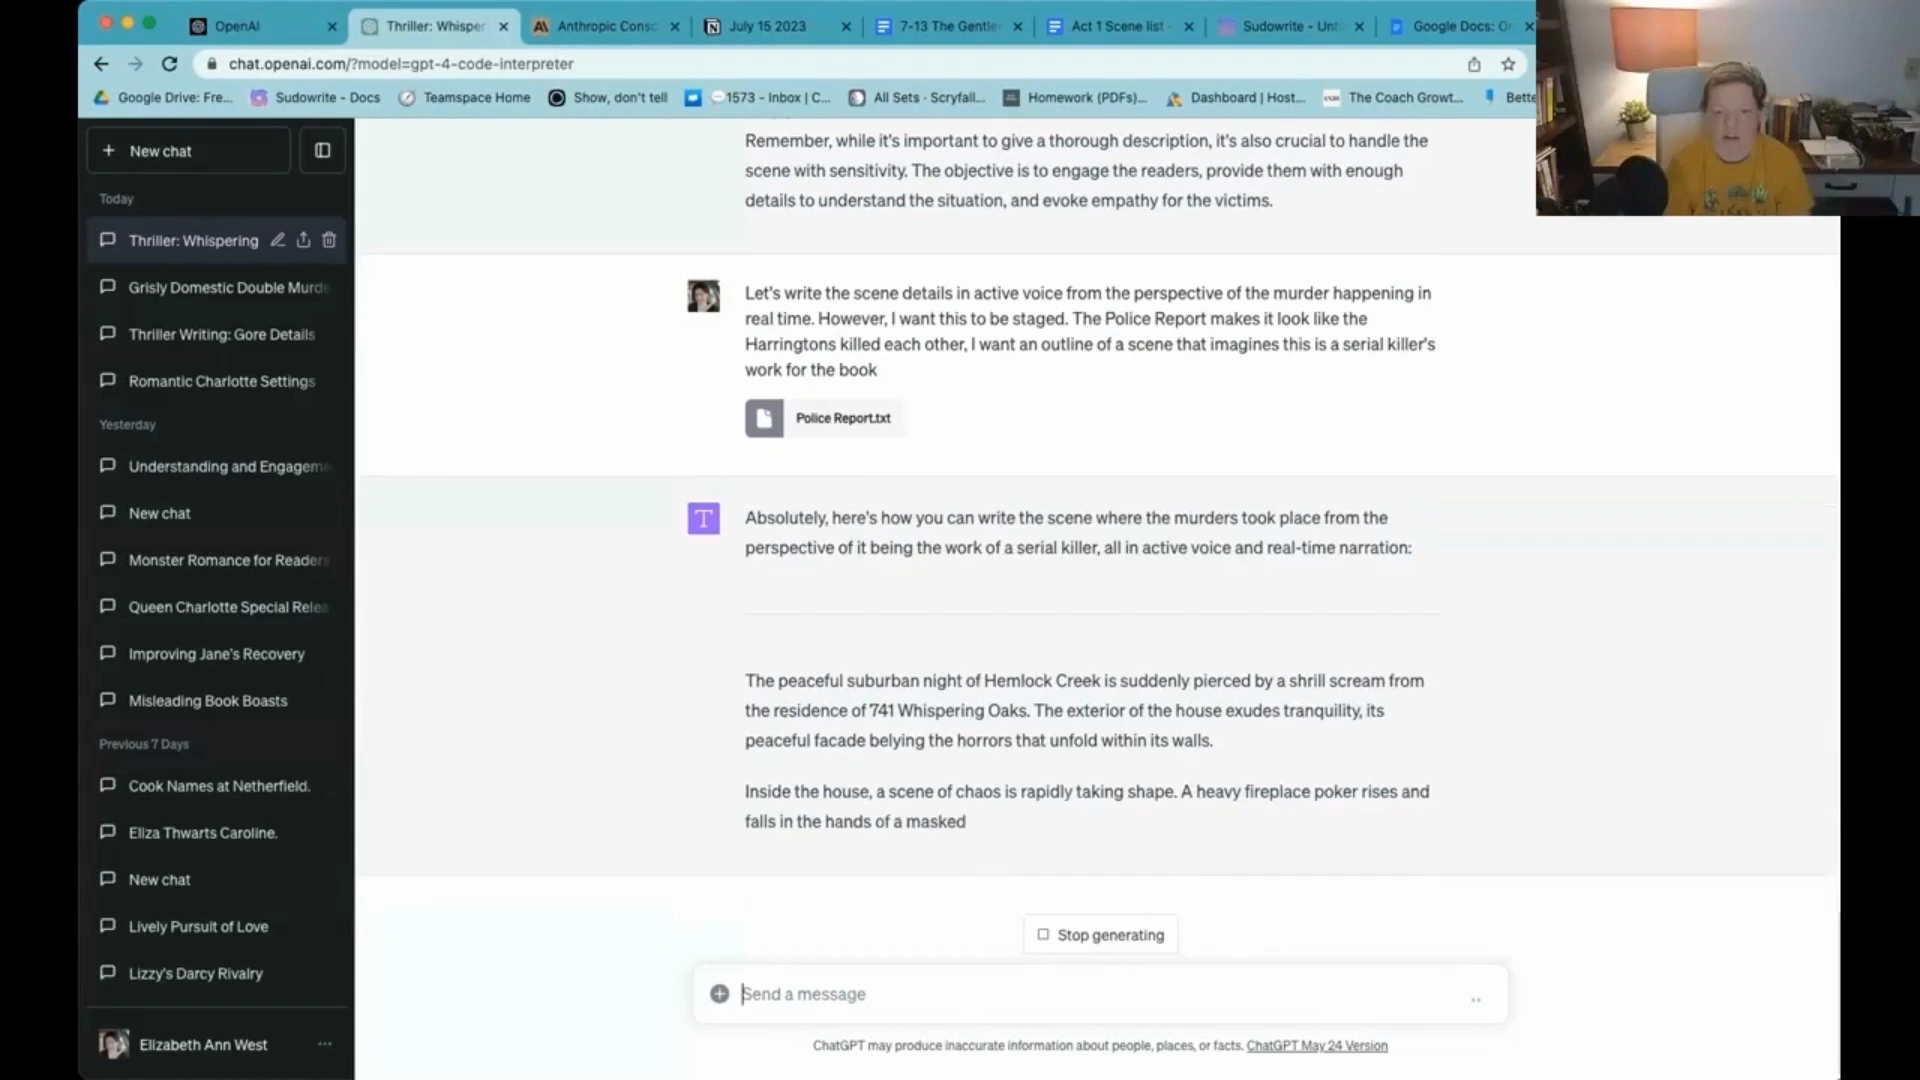 OpenAI
Thriller: Whisper
Anthropic Consc
July 15 2023
7-13 The Gentle
Act 1 Scene list -
Sudowrite - Unti
Google Docs: On
chat.openai.com/?model=gpt-4-code-interpreter
Google Drive: Fre...
Sudowrite - Docs
Teamspace Home
Show, don't tell
1573 - Inbox | C...
All Sets · Scryfall...
Homework (PDFs)...
Dashboard | Host...
The Coach Growt...
Bette
New chat
Today
Thriller: Whispering
Grisly Domestic Double Murde
Thriller Writing: Gore Details
Romantic Charlotte Settings
Yesterday
Understanding and Engageme
New chat
Monster Romance for Readers
Queen Charlotte Special Relea
Improving Jane's Recovery
Misleading Book Boasts
Previous 7 Days
Cook Names at Netherfield.
Eliza Thwarts Caroline.
New chat
Lively Pursuit of Love
Lizzy's Darcy Rivalry
Elizabeth Ann West
Remember, while it's important to give a thorough description, it's also crucial to handle the
scene with sensitivity. The objective is to engage the readers, provide them with enough
details to understand the situation, and evoke empathy for the victims.
Let's write the scene details in active voice from the perspective of the murder happening in
real time. However, I want this to be staged. The Police Report makes it look like the
Harringtons killed each other, I want an outline of a scene that imagines this is a serial killer's
work for the book
Police Report.txt
T
Absolutely, here's how you can write the scene where the murders took place from the
perspective of it being the work of a serial killer, all in active voice and real-time narration:
The peaceful suburban night of Hemlock Creek is suddenly pierced by a shrill scream from
the residence of 741 Whispering Oaks. The exterior of the house exudes tranquility, its
peaceful facade belying the horrors that unfold within its walls.
Inside the house, a scene of chaos is rapidly taking shape. A heavy fireplace poker rises and
falls in the hands of a masked
Stop generating
Send a message
ChatGPT may produce inaccurate information about people, places, or facts. ChatGPT May 24 Version